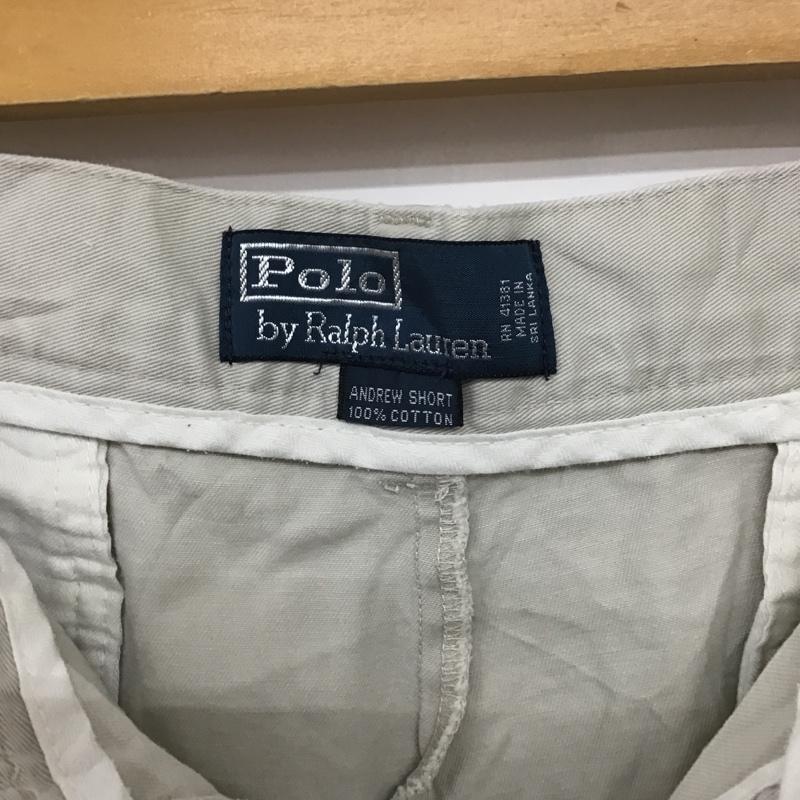 Polo
by Ralph Lauren
RN 41381
MADE IN
SRI LANKA
ANDREW SHORT
100% COTTON